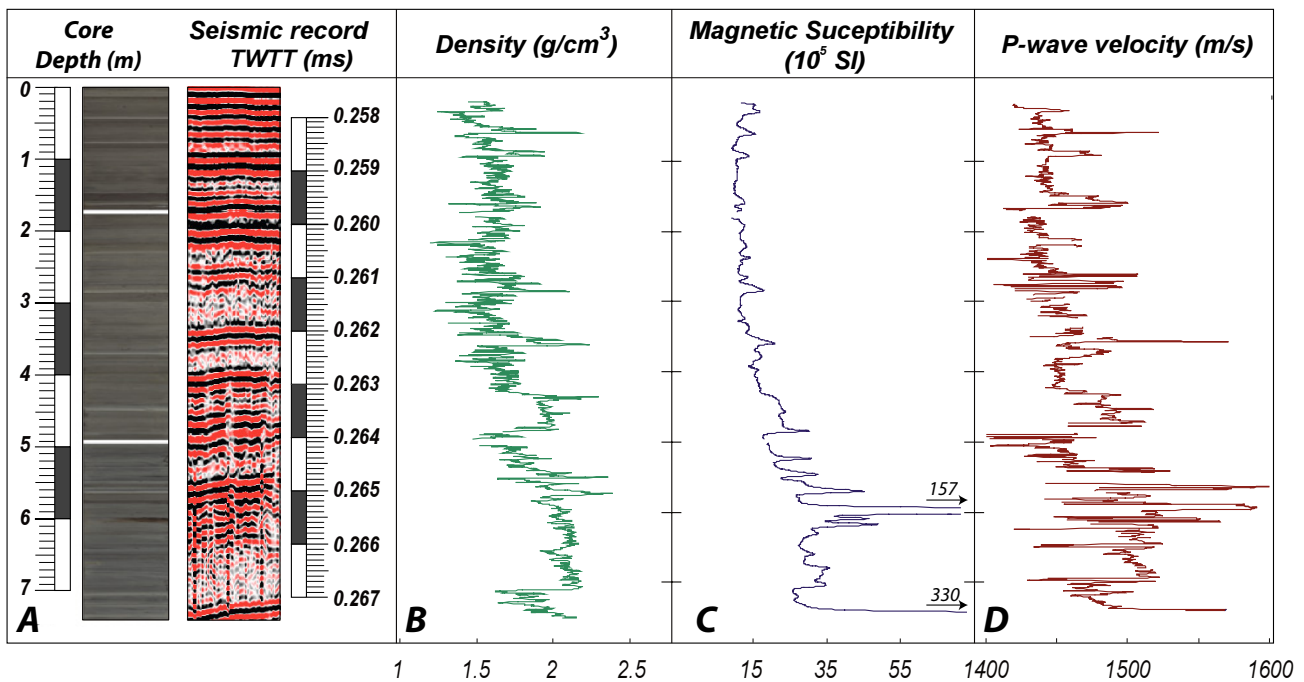 Core
Depth (m)
Seismic record
TWTT (ms)
Density (g/cm³)
Magnetic Suceptibility
(10⁵ SI)
P-wave velocity (m/s)
0
1
2
3
4
5
6
7
0.258
0.259
0.260
0.261
0.262
0.263
0.264
0.265
0.266
0.267
157
330
A
B
C
D
1 1.5 2 2.5
15 35 55
1400 1500 1600